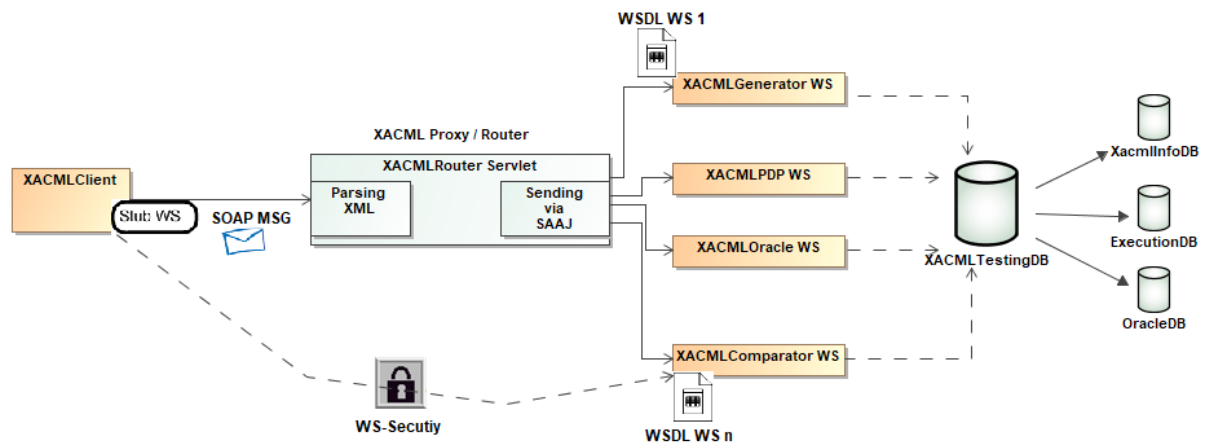 WSDL WS 1
XACMLGenerator WS
XACML Proxy / Router
XACMLRouter Servlet
XACMLClient
Stub WS
SOAP MSG
Parsing
XML
Sending
via
SAAJ
XACMLPDP WS
XACMLOracle WS
XACMLComparator WS
WSDL WS n
WS-Secutiy
XACMLTestingDB
XacmlInfoDB
ExecutionDB
OracleDB